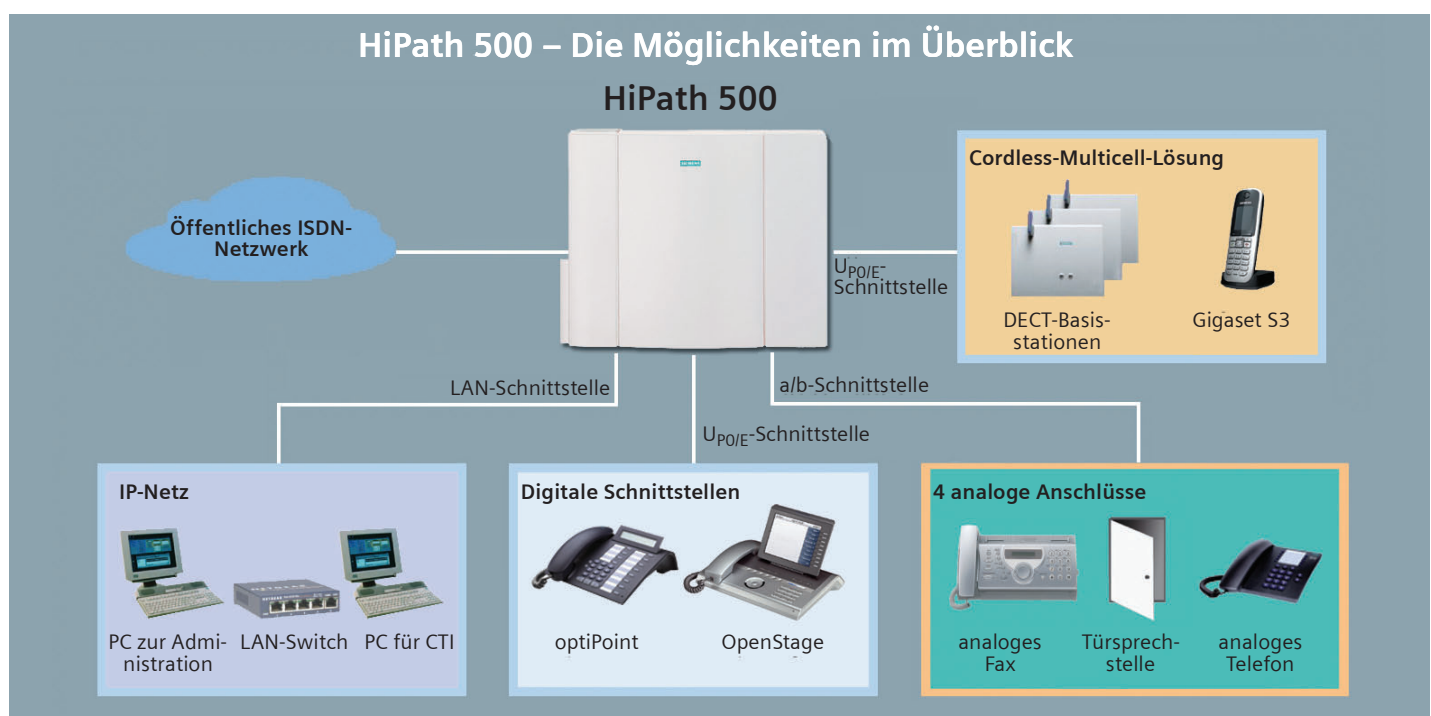 HiPath 500 – Die Möglichkeiten im Überblick
HiPath 500
SIEMENS
Öffentliches ISDN-
Netzwerk
Cordless-Multicell-Lösung
DECT-Basis-
stationen
Gigaset S3
UP0/E-
Schnittstelle
LAN-Schnittstelle
a/b-Schnittstelle
UP0/E-Schnittstelle
IP-Netz
PC zur Admi-
nistration
LAN-Switch
PC für CTI
Digitale Schnittstellen
optiPoint
OpenStage
4 analoge Anschlüsse
analoges
Fax
Türsprech-
stelle
analoges
Telefon